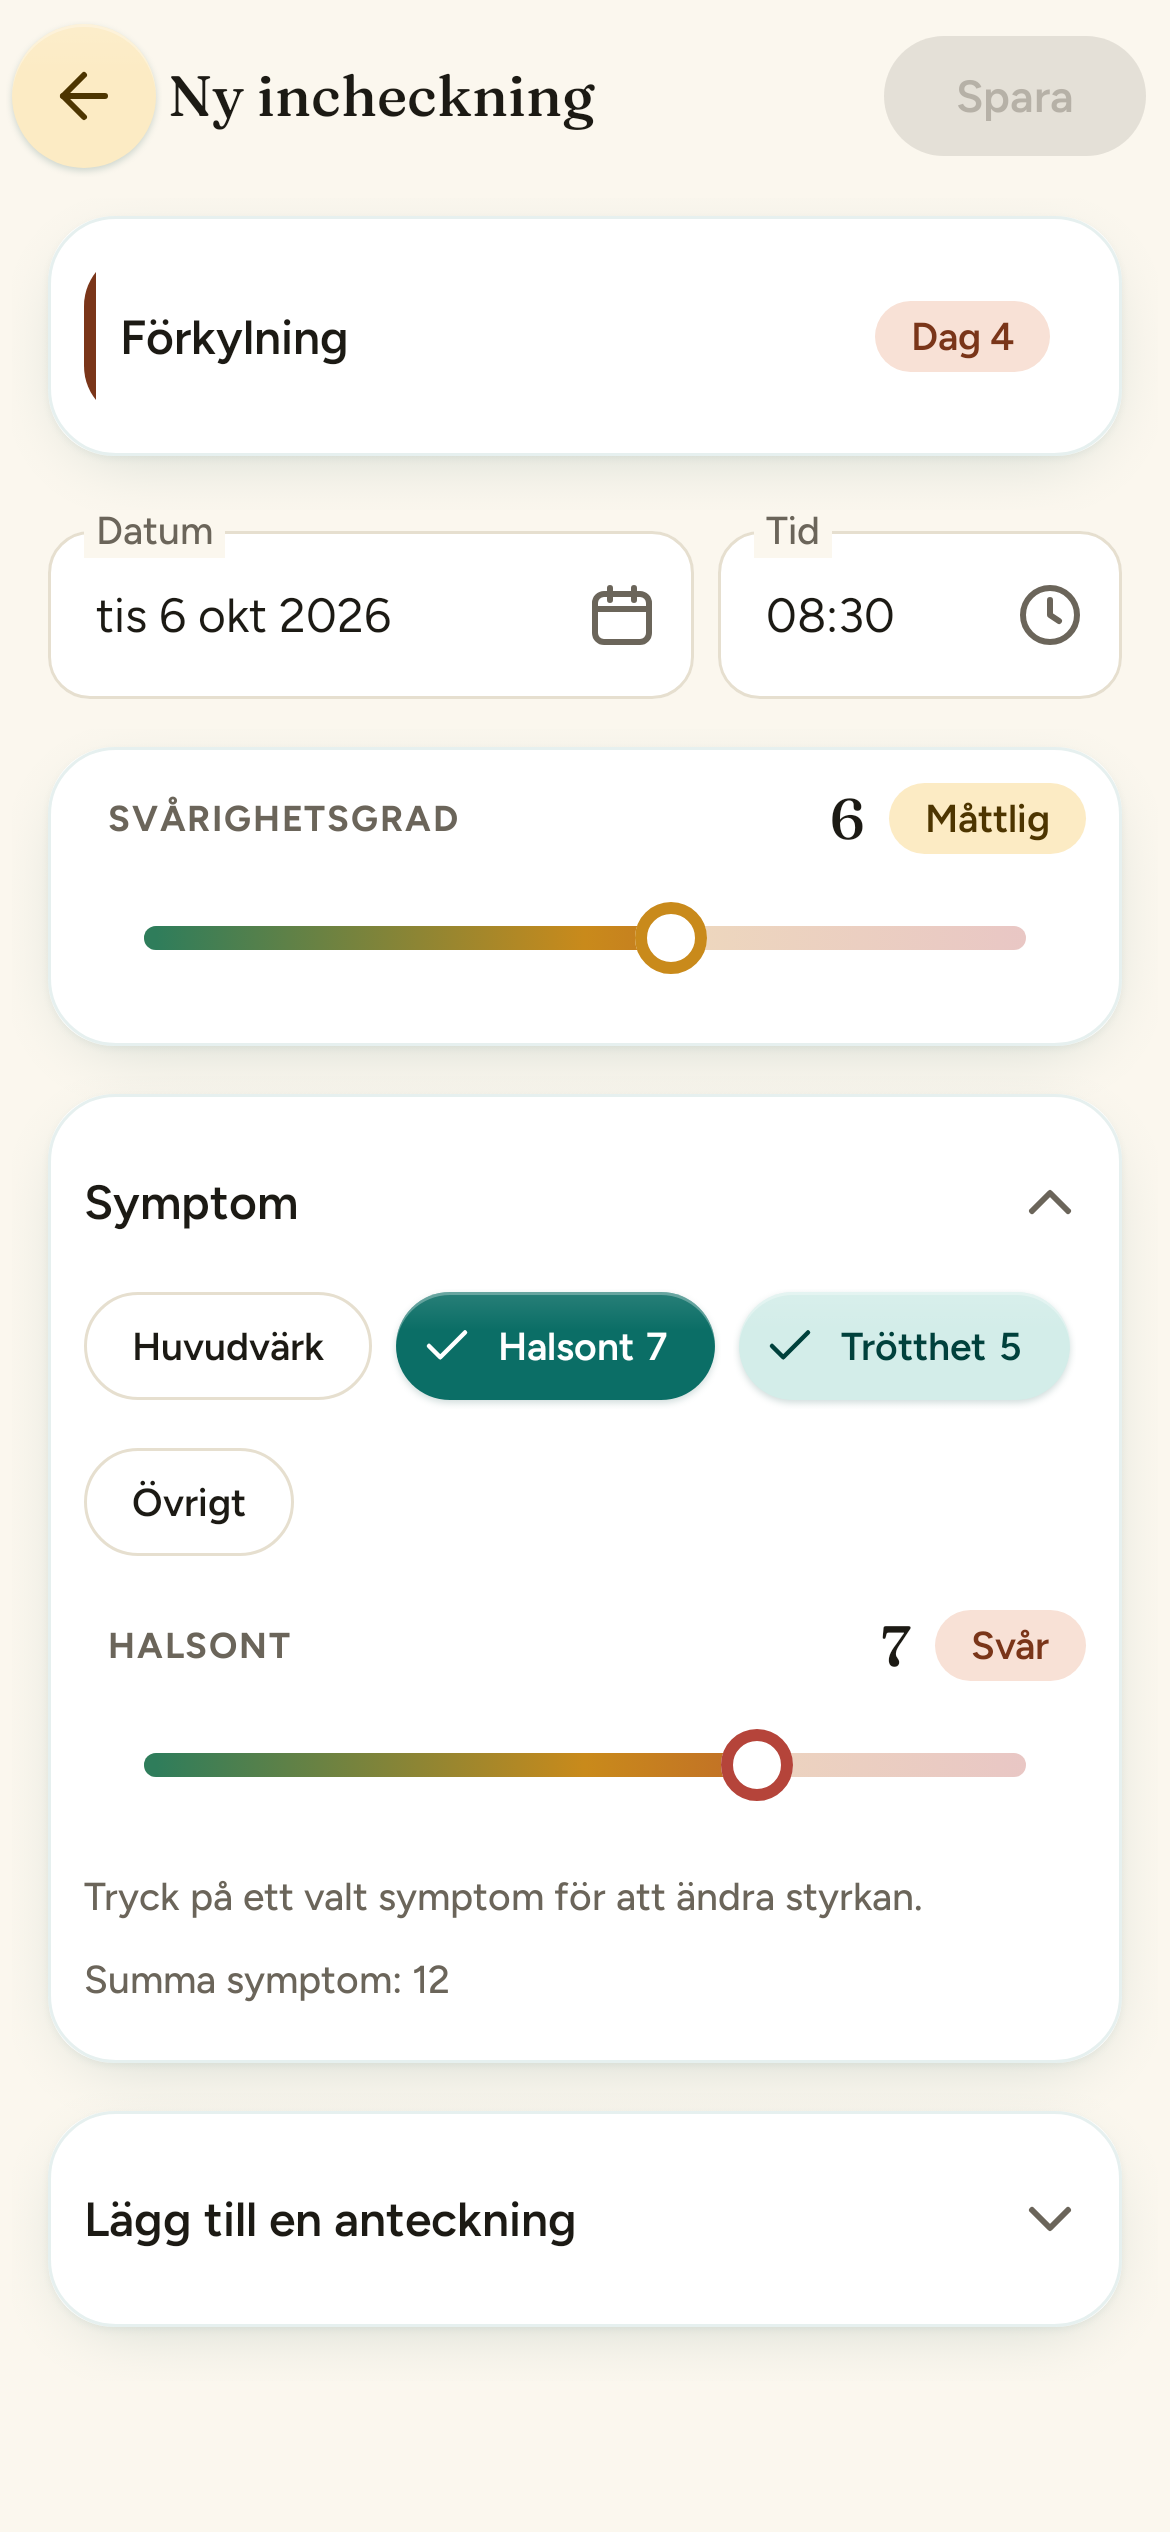 Ny incheckning
Spara
Förkylning
Dag 4
Datum
tis 6 okt 2026
Tid
08:30
SVÅRIGHETSGRAD
6
Måttlig
Symptom
Huvudvärk
Halsont 7
Trötthet 5
Övrigt
HALSONT
7
Svår
Tryck på ett valt symptom för att ändra styrkan.
Summa symptom: 12
Lägg till en anteckning